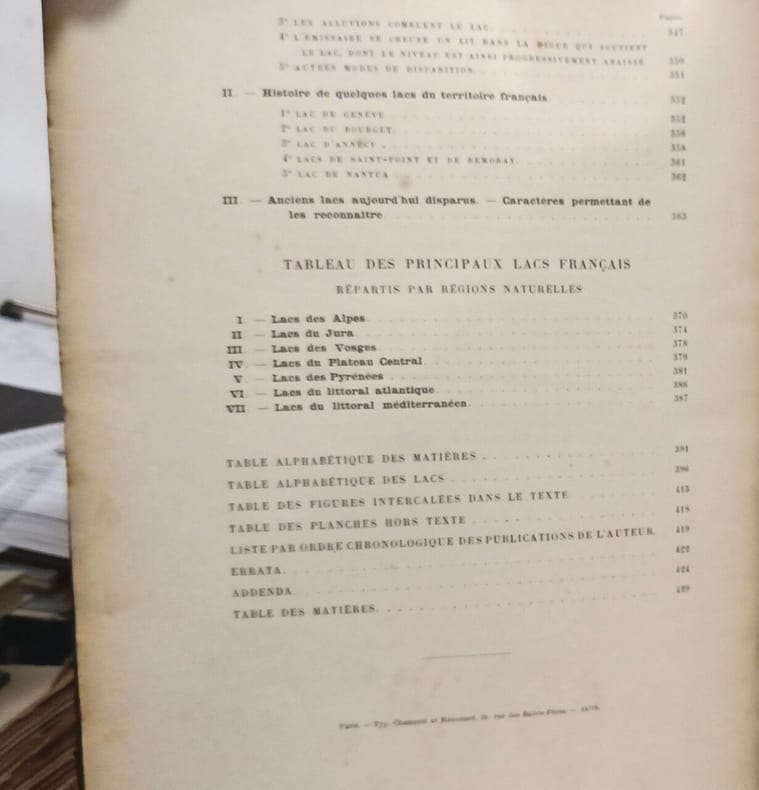 Pages.
3º LES ALLUVIONS COMBLENT LE LAC. 347
4º L'ÉMISSAIRE SE CREUSE UN LIT DANS LA DIGUE QUI SOUTIENT
LE LAC, DONT LE NIVEAU EST AINSI PROGRESSIVEMENT ABAISSÉ. 350
5º AUTRES MODES DE DISPARITION. 351
II. — Histoire de quelques lacs du territoire français. 352
1º LAC DE GENÈVE 352
2º LAC DU BOURGET. 356
3º LAC D'ANNECY. 358
4º LACS DE SAINT-POINT ET DE REMORAY. 361
5º LAC DE NANTUA 362
III. — Anciens lacs aujourd'hui disparus. — Caractères permettant de
les reconnaître 363
TABLEAU DES PRINCIPAUX LACS FRANÇAIS
RÉPARTIS PAR RÉGIONS NATURELLES
I. — Lacs des Alpes. 370
II. — Lacs du Jura. 374
III. — Lacs des Vosges 378
IV. — Lacs du Plateau Central 379
V. — Lacs des Pyrénées 381
VI. — Lacs du littoral atlantique. 386
VII. — Lacs du littoral méditerranéen. 387
TABLE ALPHABÉTIQUE DES MATIÈRES 391
TABLE ALPHABÉTIQUE DES LACS 396
TABLE DES FIGURES INTERCALÉES DANS LE TEXTE 415
TABLE DES PLANCHES HORS TEXTE 418
LISTE PAR ORDRE CHRONOLOGIQUE DES PUBLICATIONS DE L'AUTEUR. 419
ERRATA. 422
ADDENDA. 424
TABLE DES MATIÈRES. 429
Paris. — Typ. Chamerot et Renouard, 19, rue des Saints-Pères. —